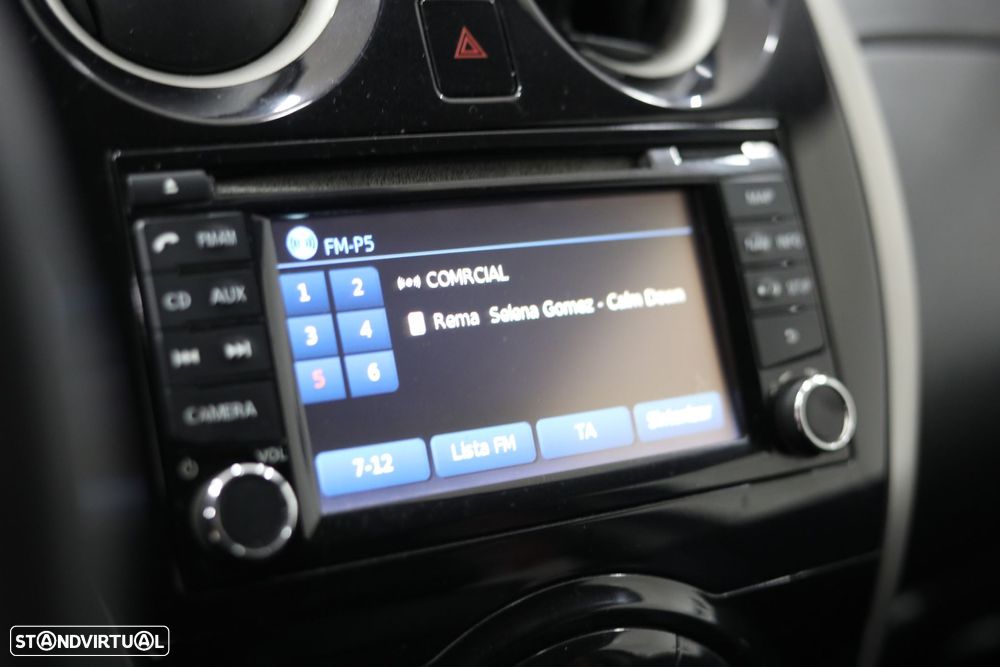 FM-P5
FM·AM
CD AUX
CAMERA
VOL
1 2
3 4
5 6
COMRCIAL
Rema Selena Gomez - Calm Down
7-12
Lista FM
TA
Sintonizar
MAP
STANDVIRTUAL